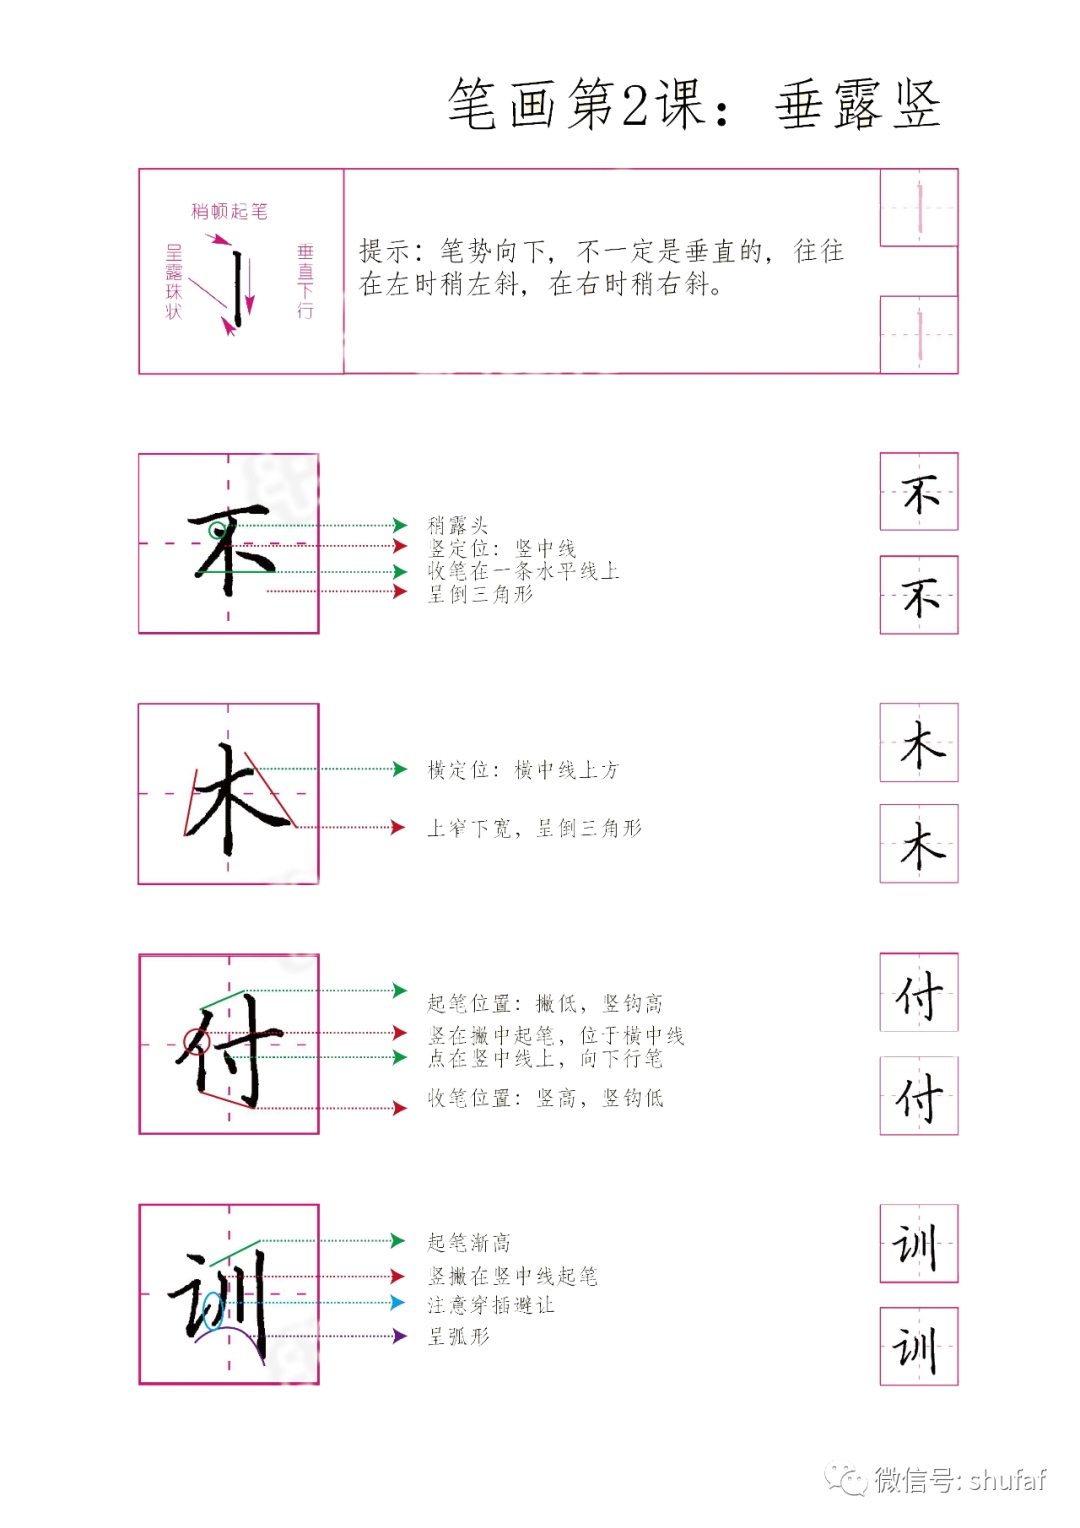 笔画第2课：垂露竖
稍顿起笔
呈露珠状
垂直下行
提示：笔势向下，不一定是垂直的，往往
在左时稍左斜，在右时稍右斜。
不
稍露头
竖定位：竖中线
收笔在一条水平线上
呈倒三角形
不
不
木
横定位：横中线上方
上窄下宽，呈倒三角形
木
木
付
起笔位置：撇低，竖钩高
竖在撇中起笔，位于横中线
点在竖中线上，向下行笔
收笔位置：竖高，竖钩低
付
付
训
起笔渐高
竖撇在竖中线起笔
注意穿插避让
呈弧形
训
训
微信号: shufaf